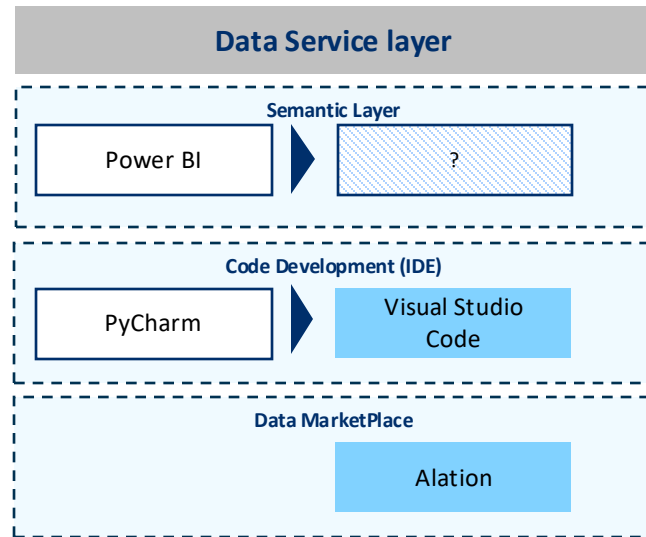 Data Service layer
Semantic Layer
Power BI
?
Code Development (IDE)
PyCharm
Visual Studio
Code
Data MarketPlace
Alation